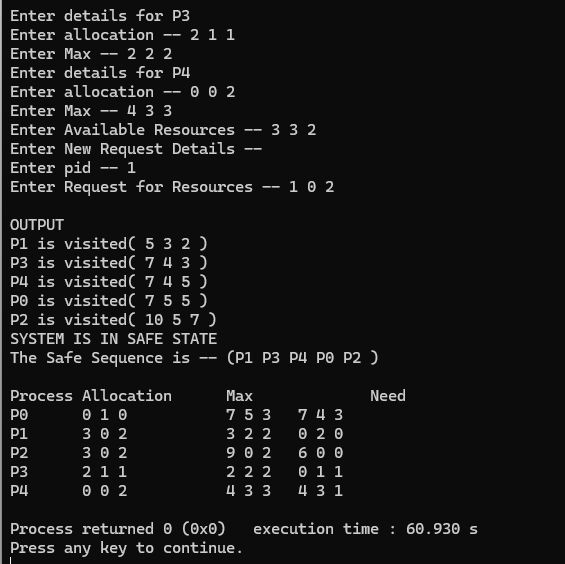 Enter details for P3
Enter allocation -- 2 1 1
Enter Max -- 2 2 2
Enter details for P4
Enter allocation -- 0 0 2
Enter Max -- 4 3 3
Enter Available Resources -- 3 3 2
Enter New Request Details --
Enter pid -- 1
Enter Request for Resources -- 1 0 2
OUTPUT
P1 is visited( 5 3 2 )
P3 is visited( 7 4 3 )
P4 is visited( 7 4 5 )
P0 is visited( 7 5 5 )
P2 is visited( 10 5 7 )
SYSTEM IS IN SAFE STATE
The Safe Sequence is -- (P1 P3 P4 P0 P2 )
Process Allocation Max Need
P0 0 1 0 7 5 3 7 4 3
P1 3 0 2 3 2 2 0 2 0
P2 3 0 2 9 0 2 6 0 0
P3 2 1 1 2 2 2 0 1 1
P4 0 0 2 4 3 3 4 3 1
Process returned 0 (0x0) execution time : 60.930 s
Press any key to continue.